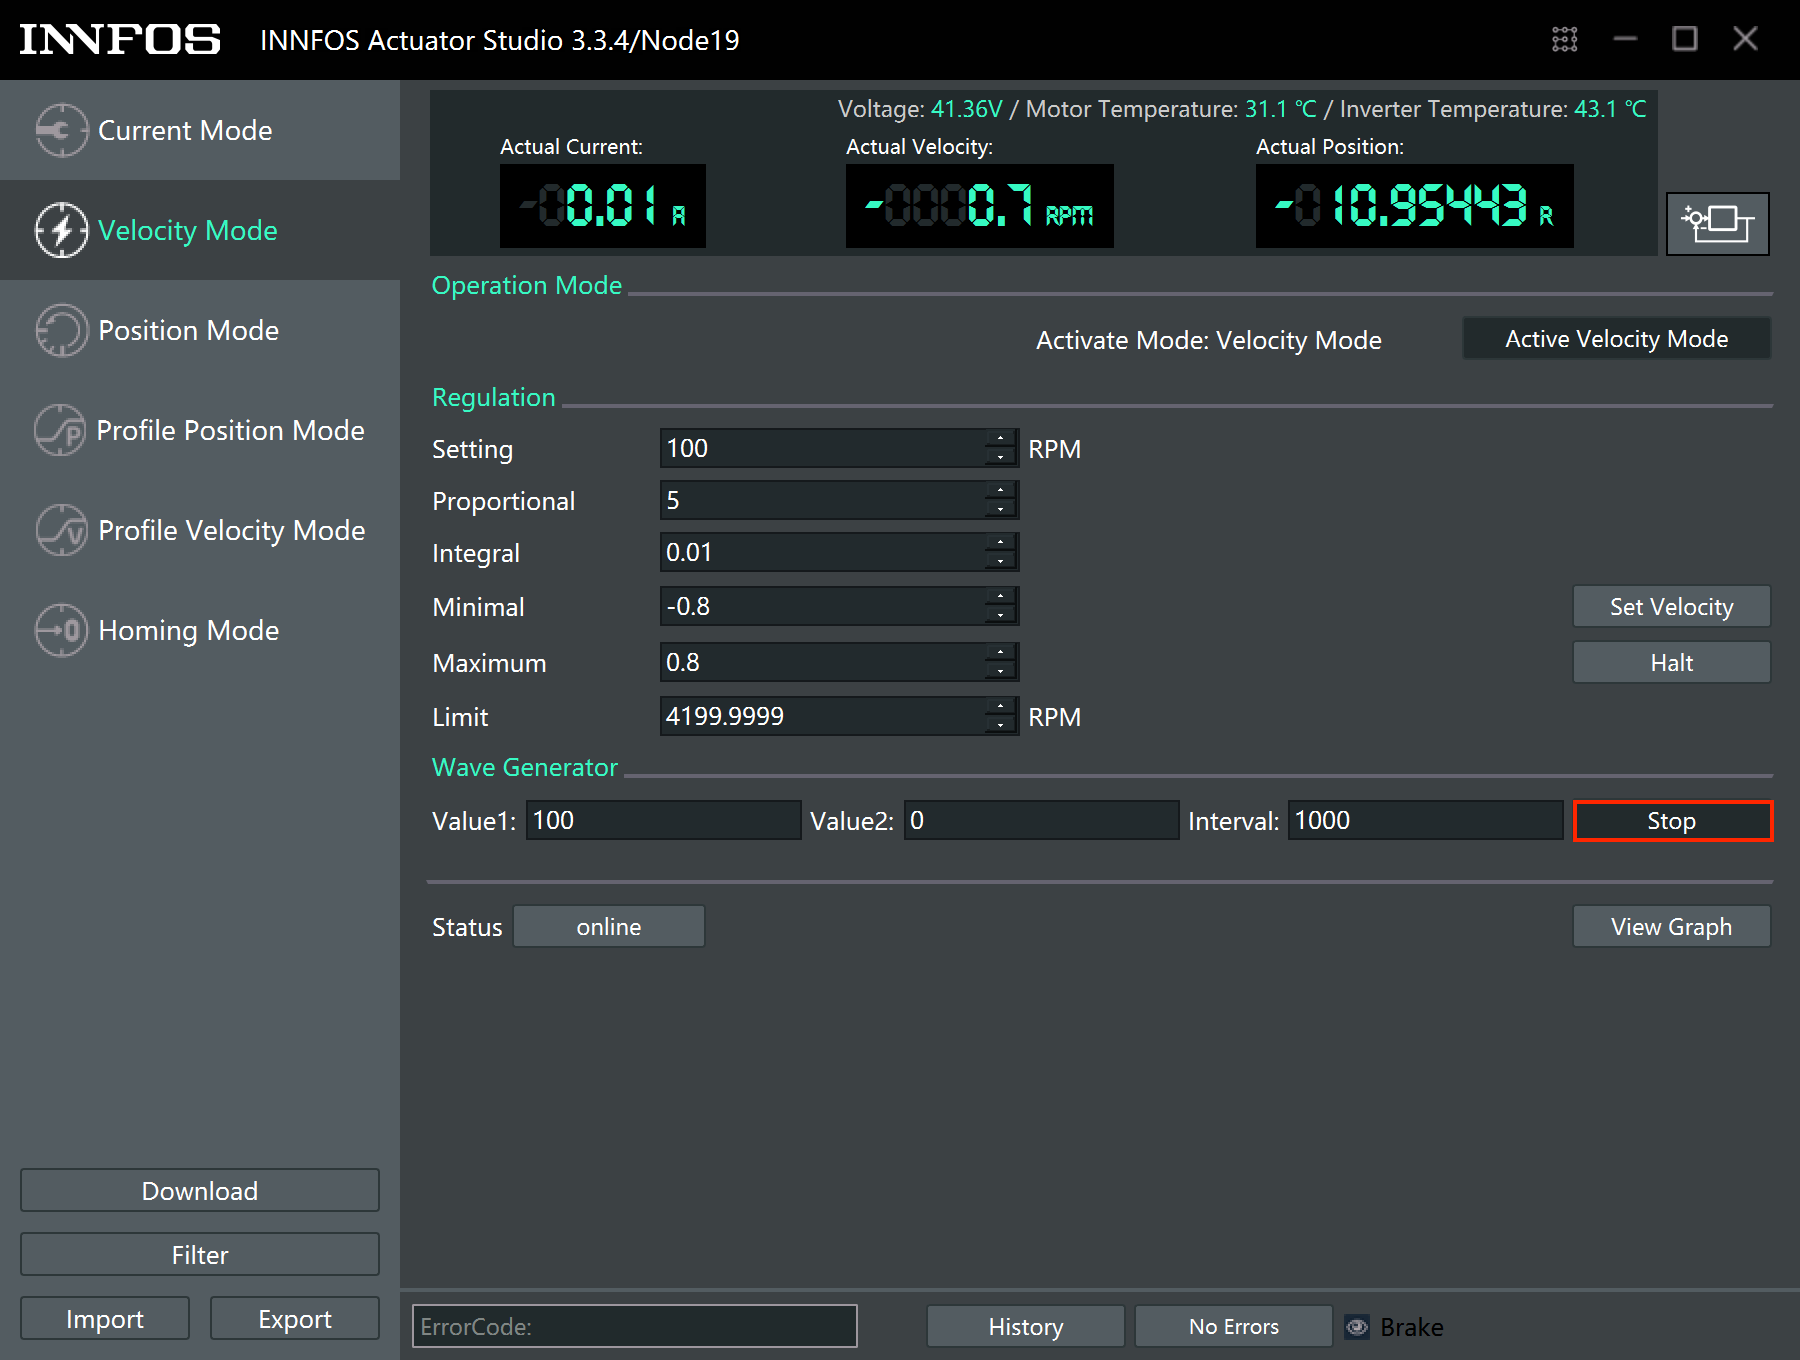 INNFOS INNFOS Actuator Studio 3.3.4/Node19
Current Mode
Velocity Mode
Position Mode
Profile Position Mode
Profile Velocity Mode
Homing Mode
Download
Filter
Import Export
Voltage: 41.36V / Motor Temperature: 31.1 ℃ / Inverter Temperature: 43.1 ℃
Actual Current: Actual Velocity: Actual Position:
0.01 A -0.7 RPM -10.95443 R
Operation Mode
Activate Mode: Velocity Mode Active Velocity Mode
Regulation
Setting 100 RPM
Proportional 5
Integral 0.01
Minimal -0.8 Set Velocity
Maximum 0.8 Halt
Limit 4199.9999 RPM
Wave Generator
Value1: 100 Value2: 0 Interval: 1000 Stop
Status online View Graph
ErrorCode: History No Errors Brake